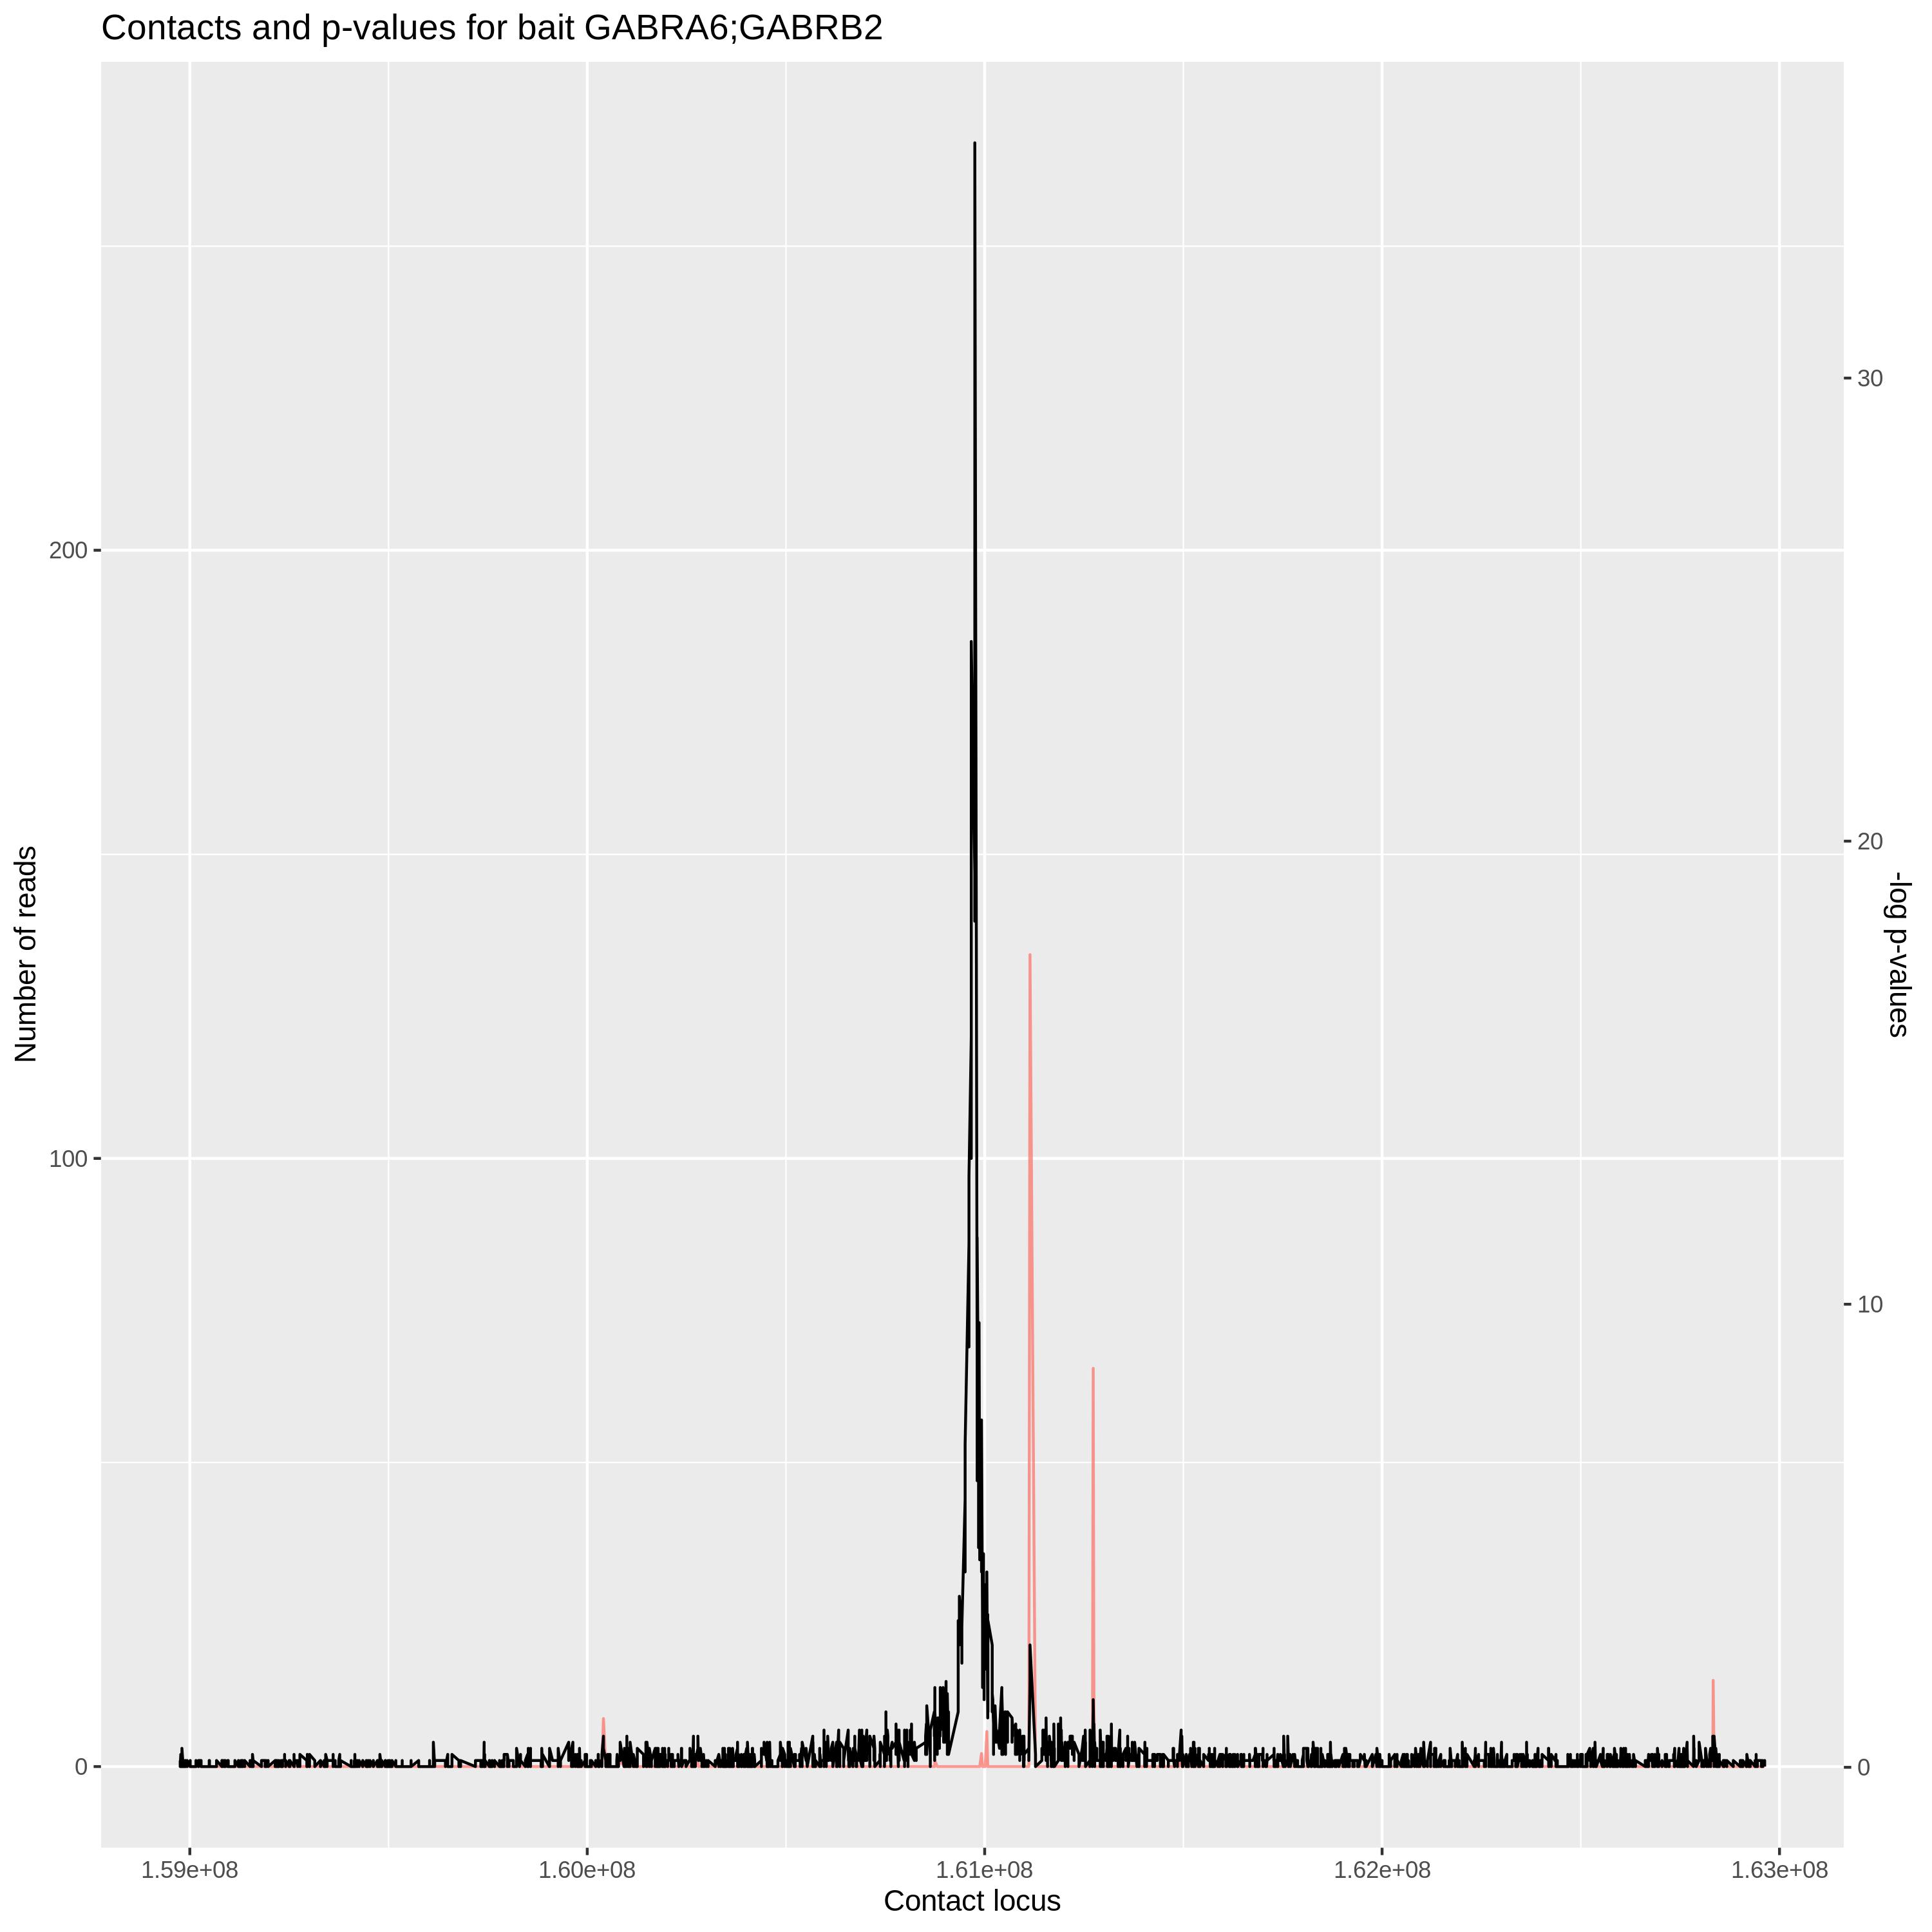 Contacts and p-values for bait GABRA6;GABRB2
Number of reads
200
100
0
30
20
10
0
-log p-values
1.59e+08
1.60e+08
1.61e+08
1.62e+08
1.63e+08
Contact locus